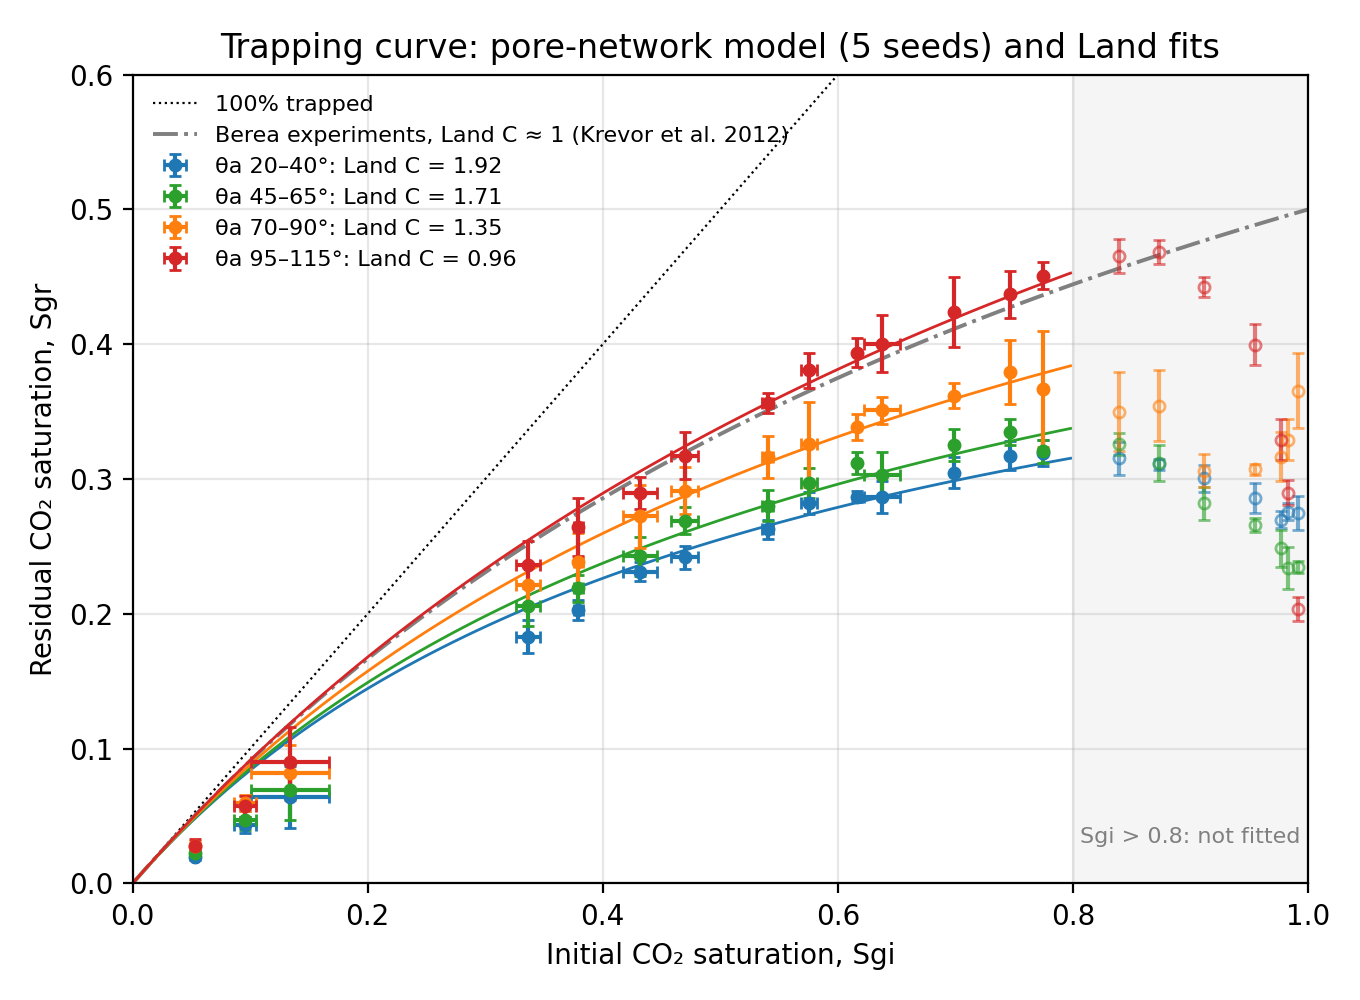 Trapping curve: pore-network model (5 seeds) and Land fits
0.6
0.5
0.4
0.3
0.2
0.1
0.0
Residual CO₂ saturation, Sgr
100% trapped
Berea experiments, Land C ≈ 1 (Krevor et al. 2012)
θa 20–40°: Land C = 1.92
θa 45–65°: Land C = 1.71
θa 70–90°: Land C = 1.35
θa 95–115°: Land C = 0.96
Sgi > 0.8: not fitted
0.0 0.2 0.4 0.6 0.8 1.0
Initial CO₂ saturation, Sgi